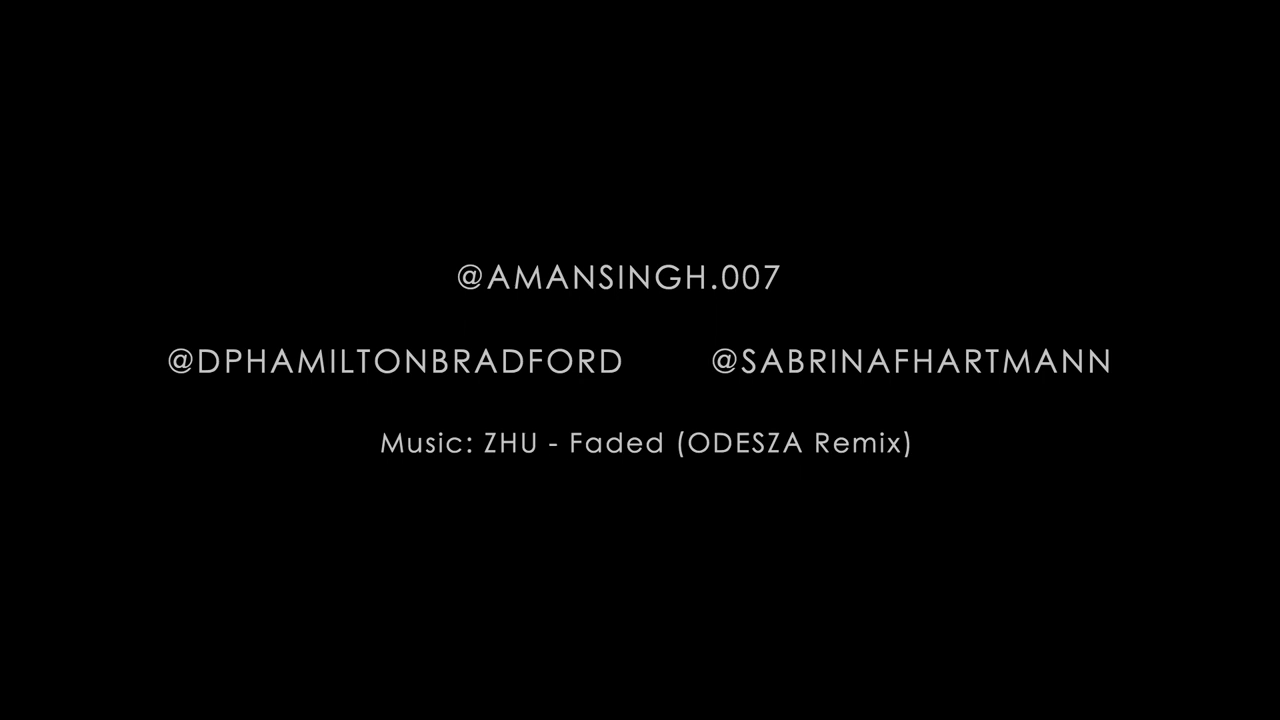 @AMANSINGH.007
@DPHAMILTONBRADFORD @SABRINAFHARTMANN
Music: ZHU - Faded (ODESZA Remix)